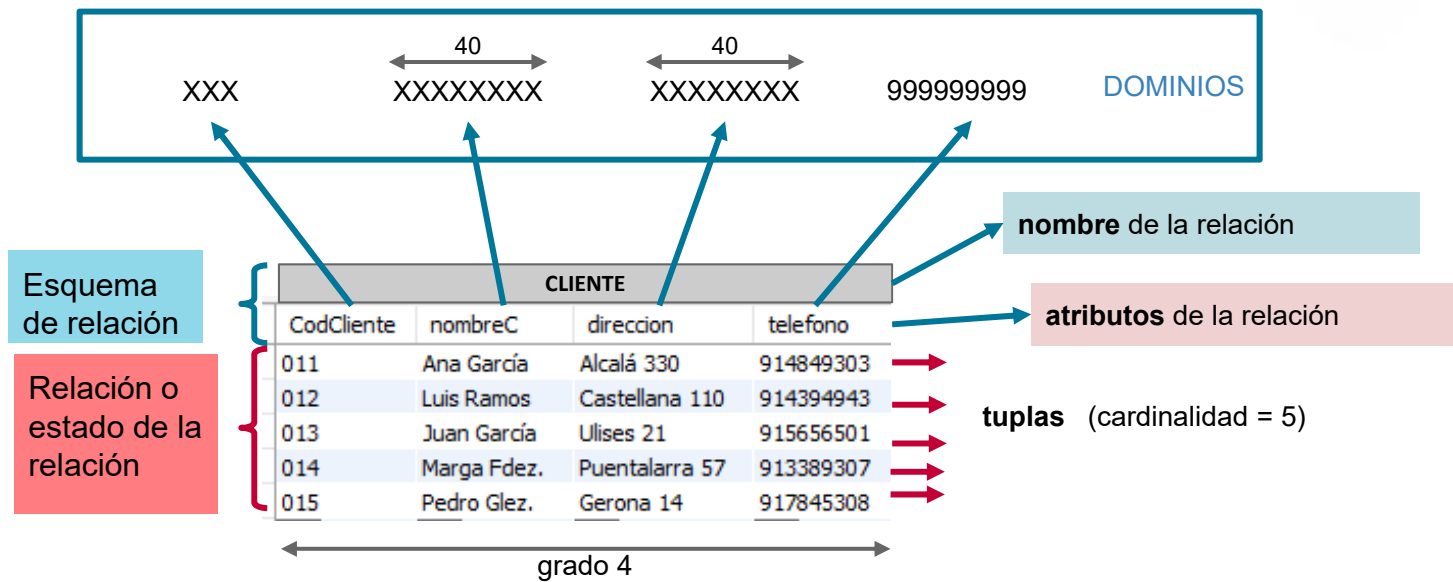 40 40
XXX XXXXXXXX XXXXXXXX 999999999 DOMINIOS
nombre de la relación
Esquema
de relación
CLIENTE
CodCliente nombreC direccion telefono
atributos de la relación
Relación o
estado de la
relación
011 Ana García Alcalá 330 914849303
012 Luis Ramos Castellana 110 914394943
013 Juan García Ulises 21 915656501
014 Marga Fdez. Puentalarra 57 913389307
015 Pedro Glez. Gerona 14 917845308
tuplas (cardinalidad = 5)
grado 4